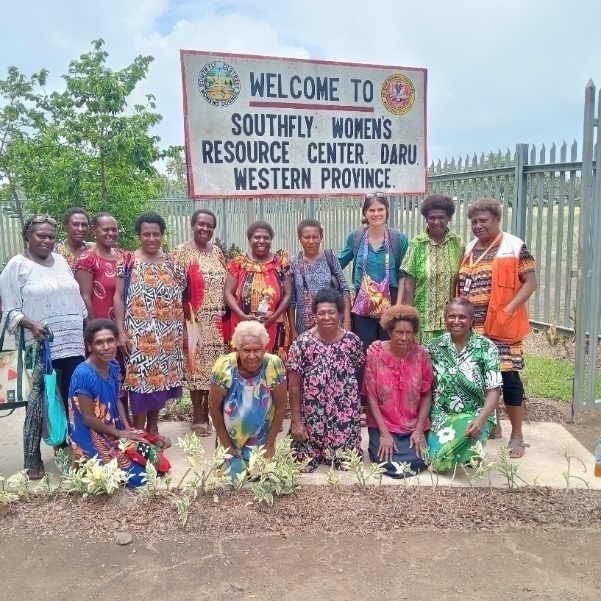 WELCOME TO
SOUTHFLY WOMEN'S
RESOURCE CENTER. DARU.
WESTERN PROVINCE.